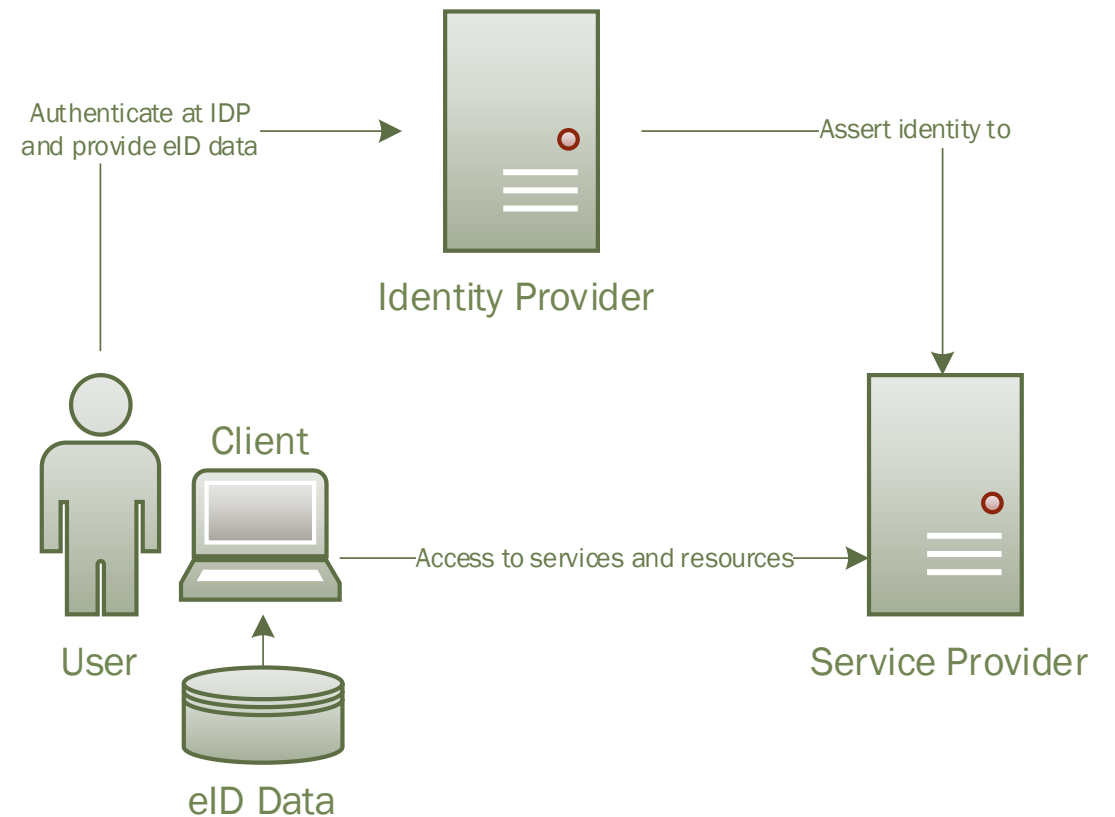 Authenticate at IDP
and provide eID data
Assert identity to
Identity Provider
Client
Access to services and resources
User
Service Provider
eID Data